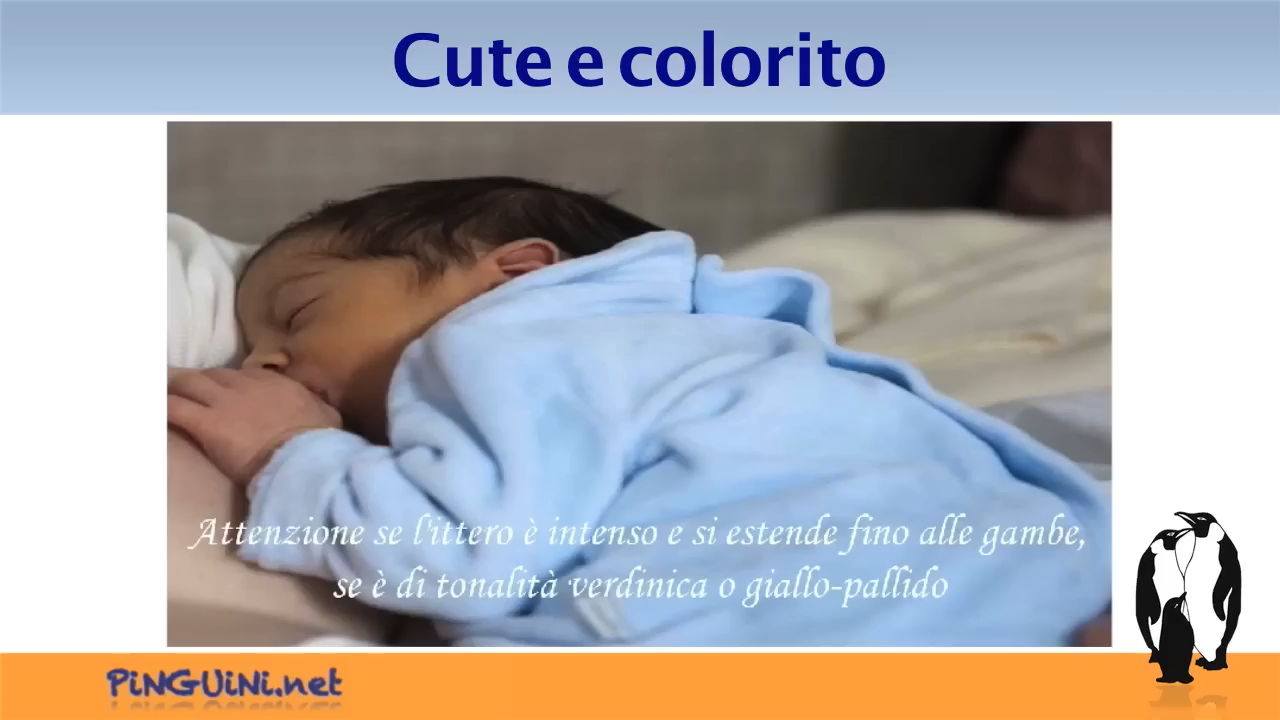 Cute e colorito
Attenzione se l'ittero è intenso e si estende fino alle gambe,
se è di tonalità verdinica o giallo-pallido
PiNGUiNi.net